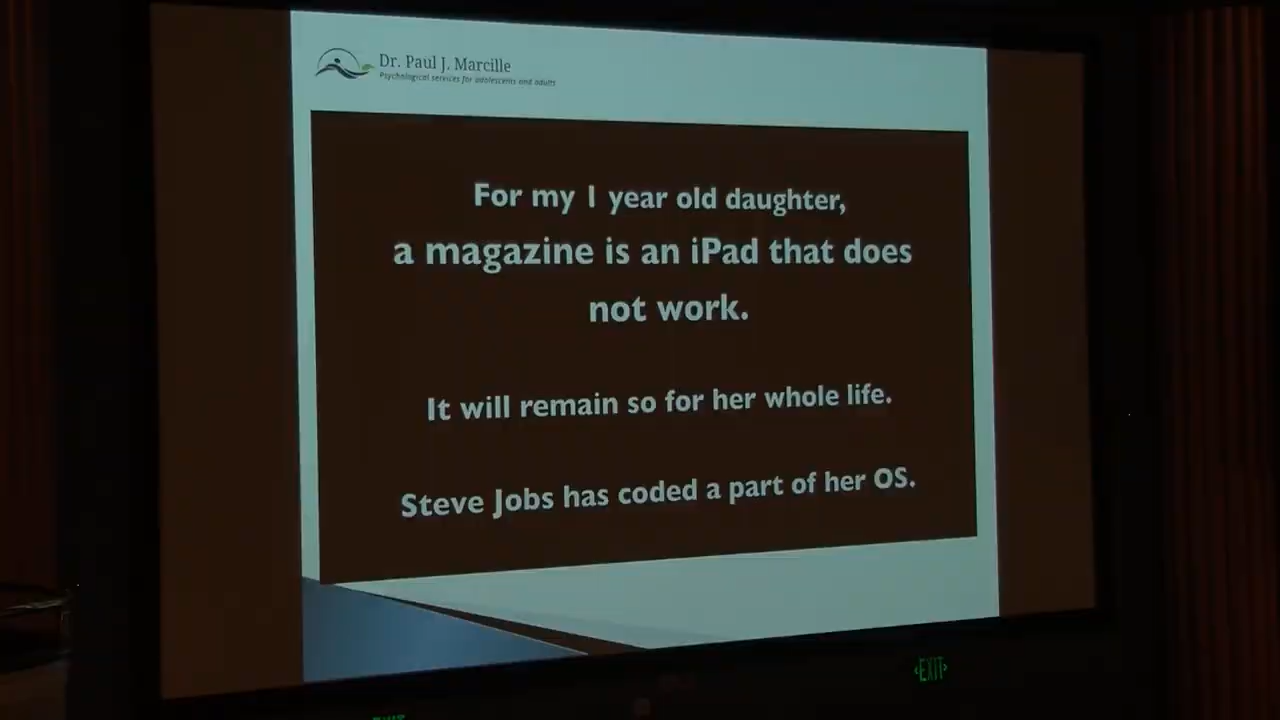 Dr. Paul J. Marcille
Psychological services for adolescents and adults
For my 1 year old daughter,
a magazine is an iPad that does
not work.
It will remain so for her whole life.
Steve Jobs has coded a part of her OS.
EXIT